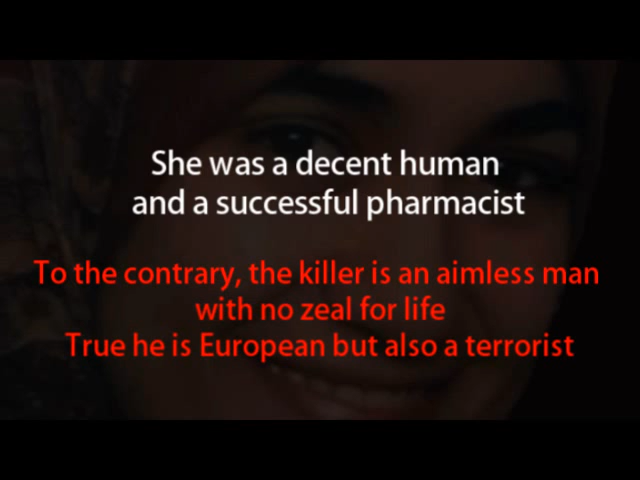 She was a decent human
and a successful pharmacist
To the contrary, the killer is an aimless man
with no zeal for life
True he is European but also a terrorist